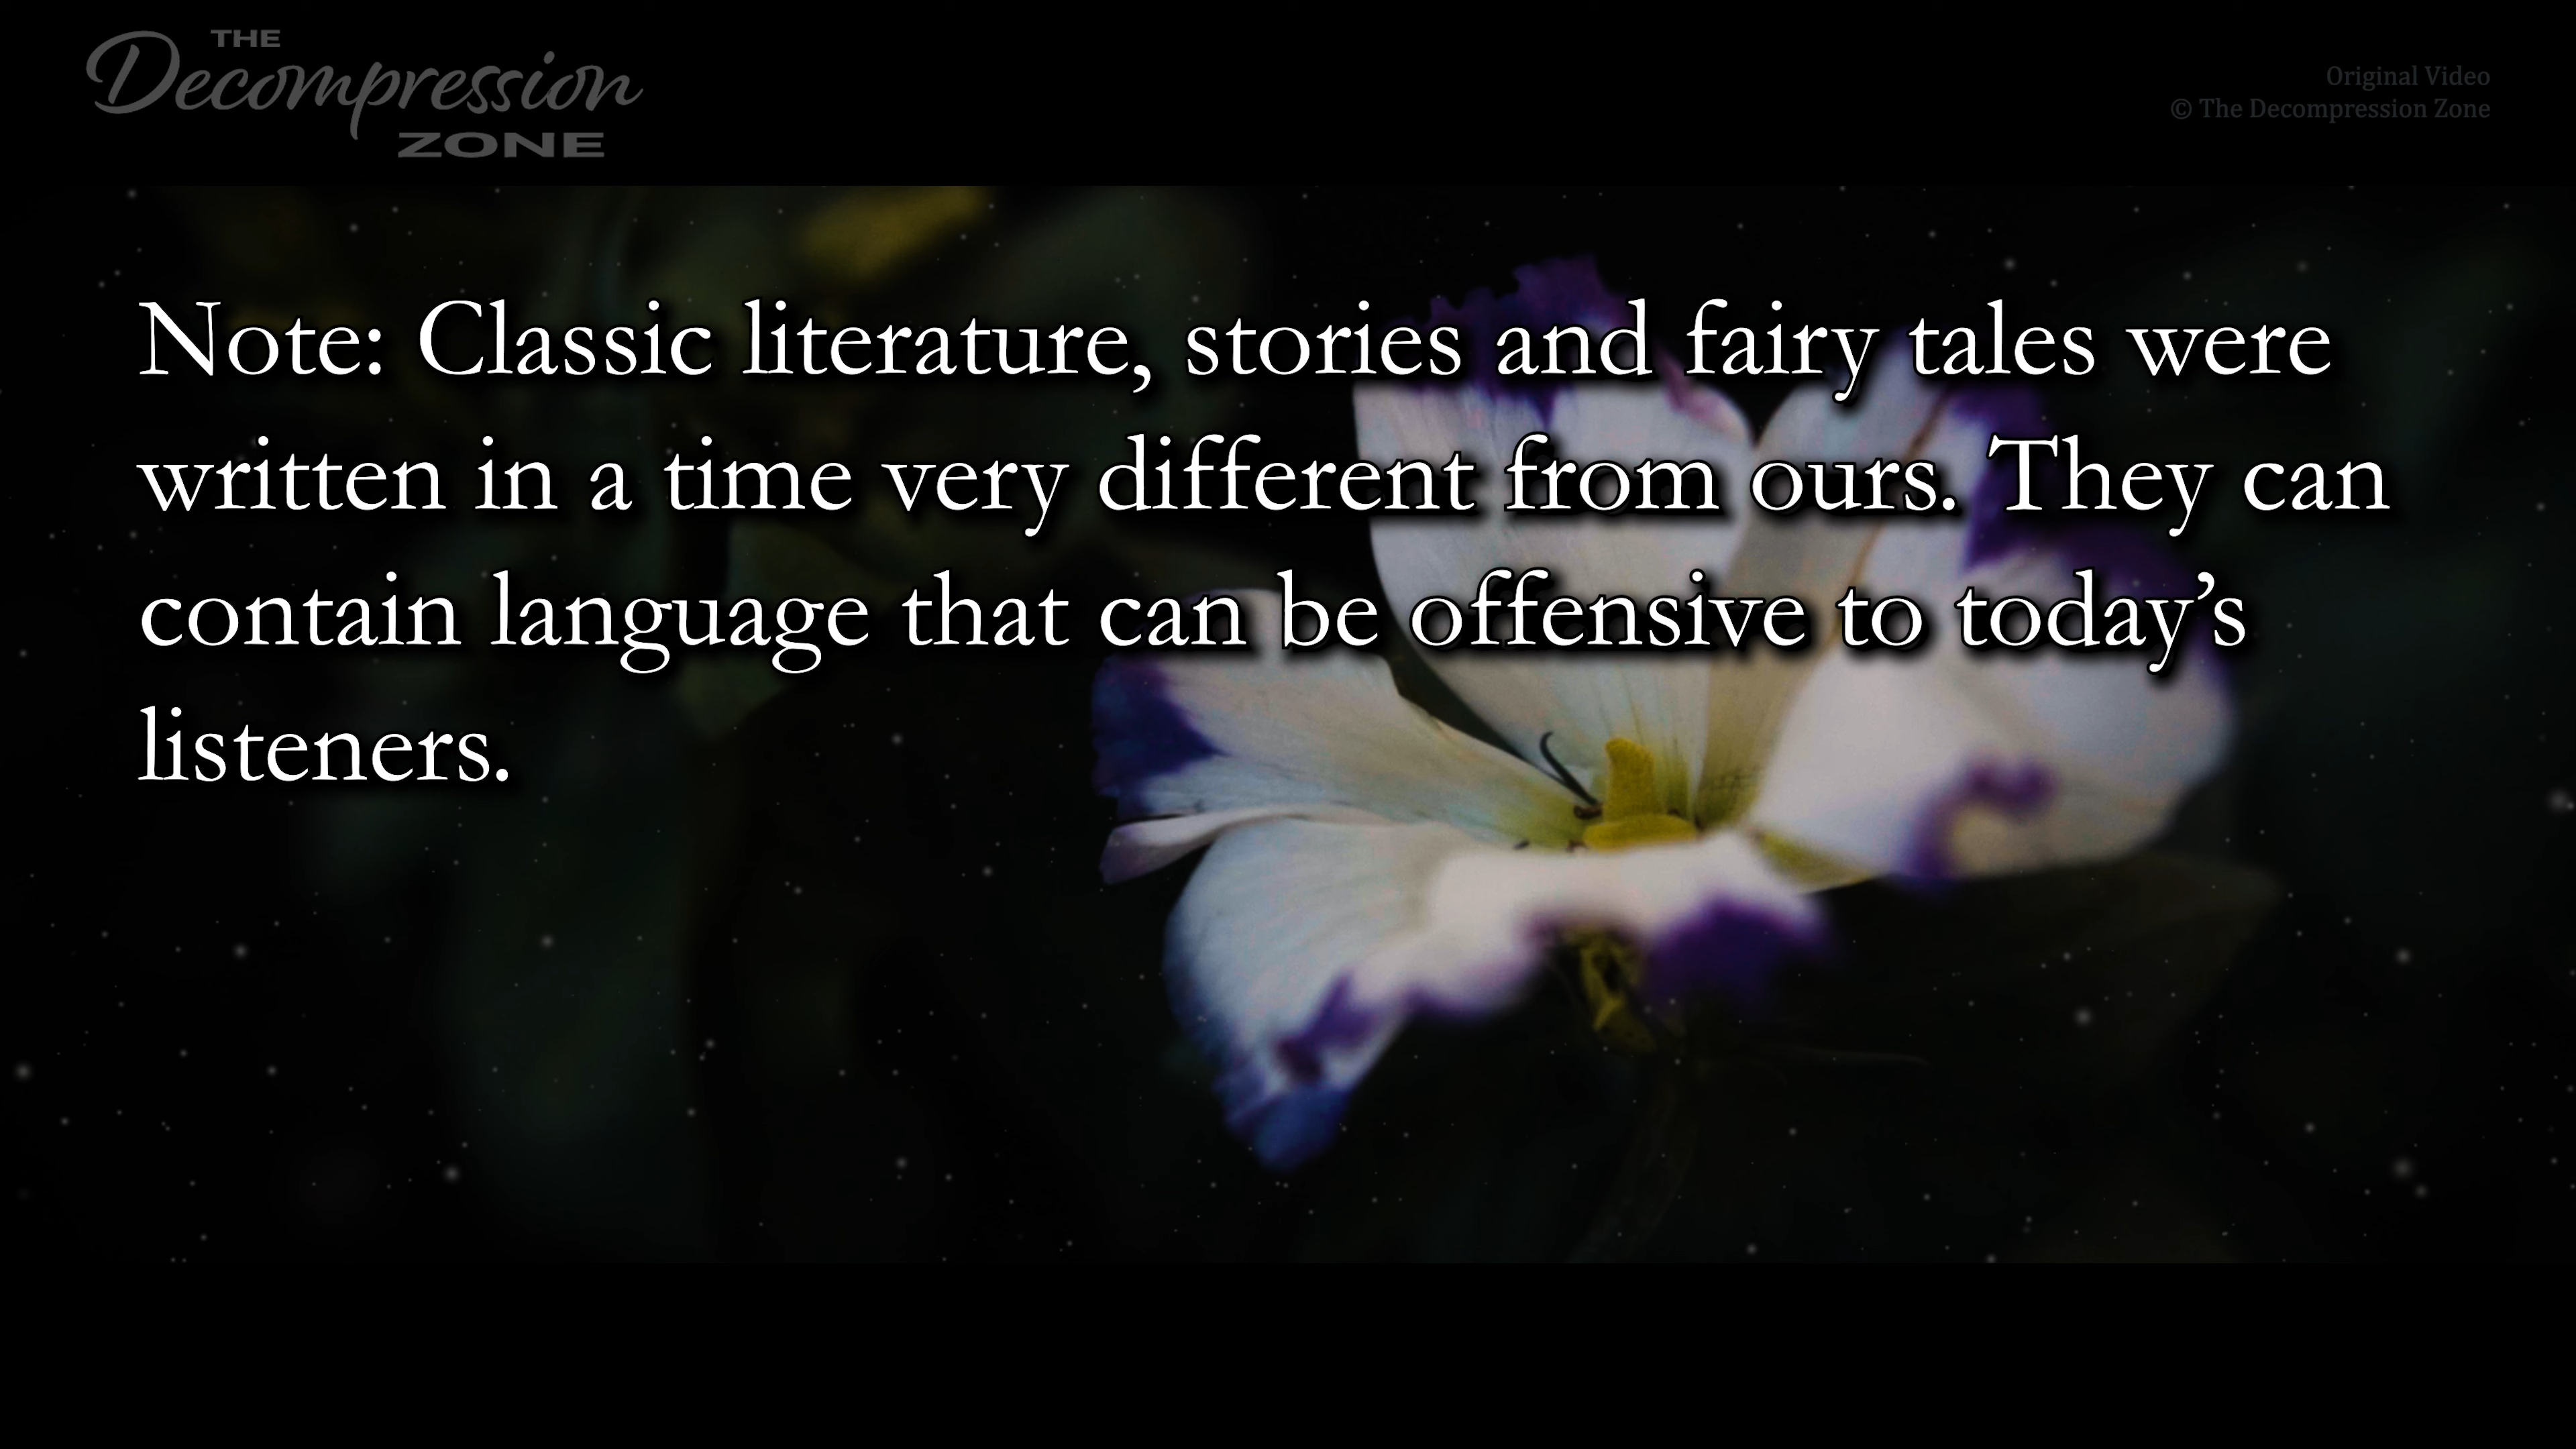 THE
Decompression
ZONE
Original Video
© The Decompression Zone
Note: Classic literature, stories and fairy tales were
written in a time very different from ours. They can
contain language that can be offensive to today’s
listeners.